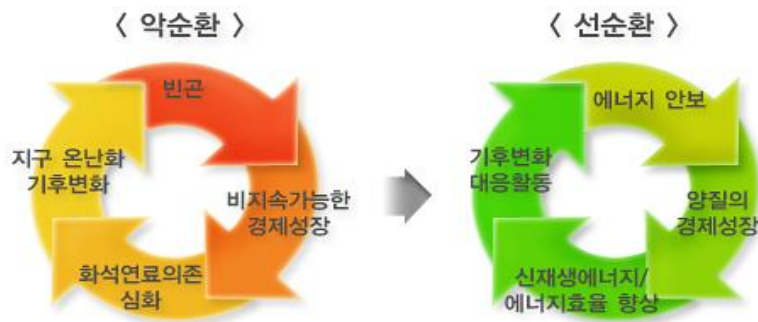 〈 악순환 〉
빈곤
비지속가능한
경제성장
화석연료의존
심화
지구 온난화
기후변화
〈 선순환 〉
에너지 안보
양질의
경제성장
신재생에너지/
에너지효율 향상
기후변화
대응활동